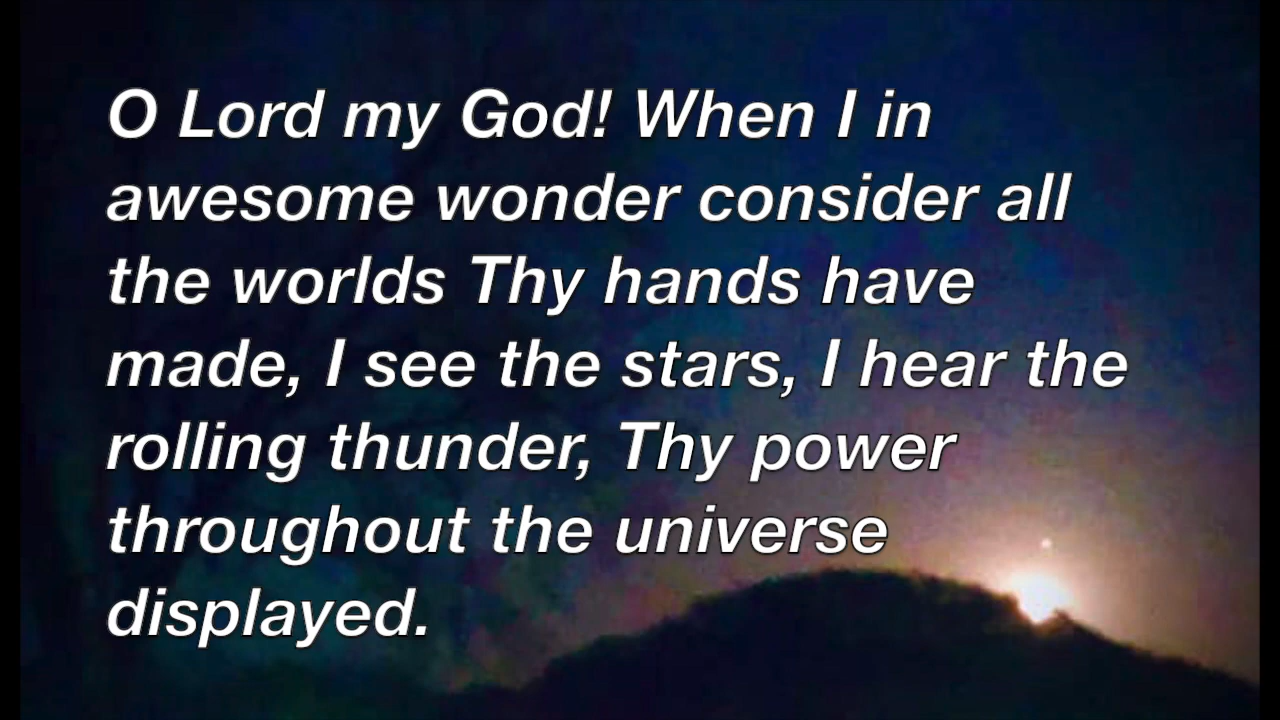 O Lord my God! When I in
awesome wonder consider all
the worlds Thy hands have
made, I see the stars, I hear the
rolling thunder, Thy power
throughout the universe
displayed.